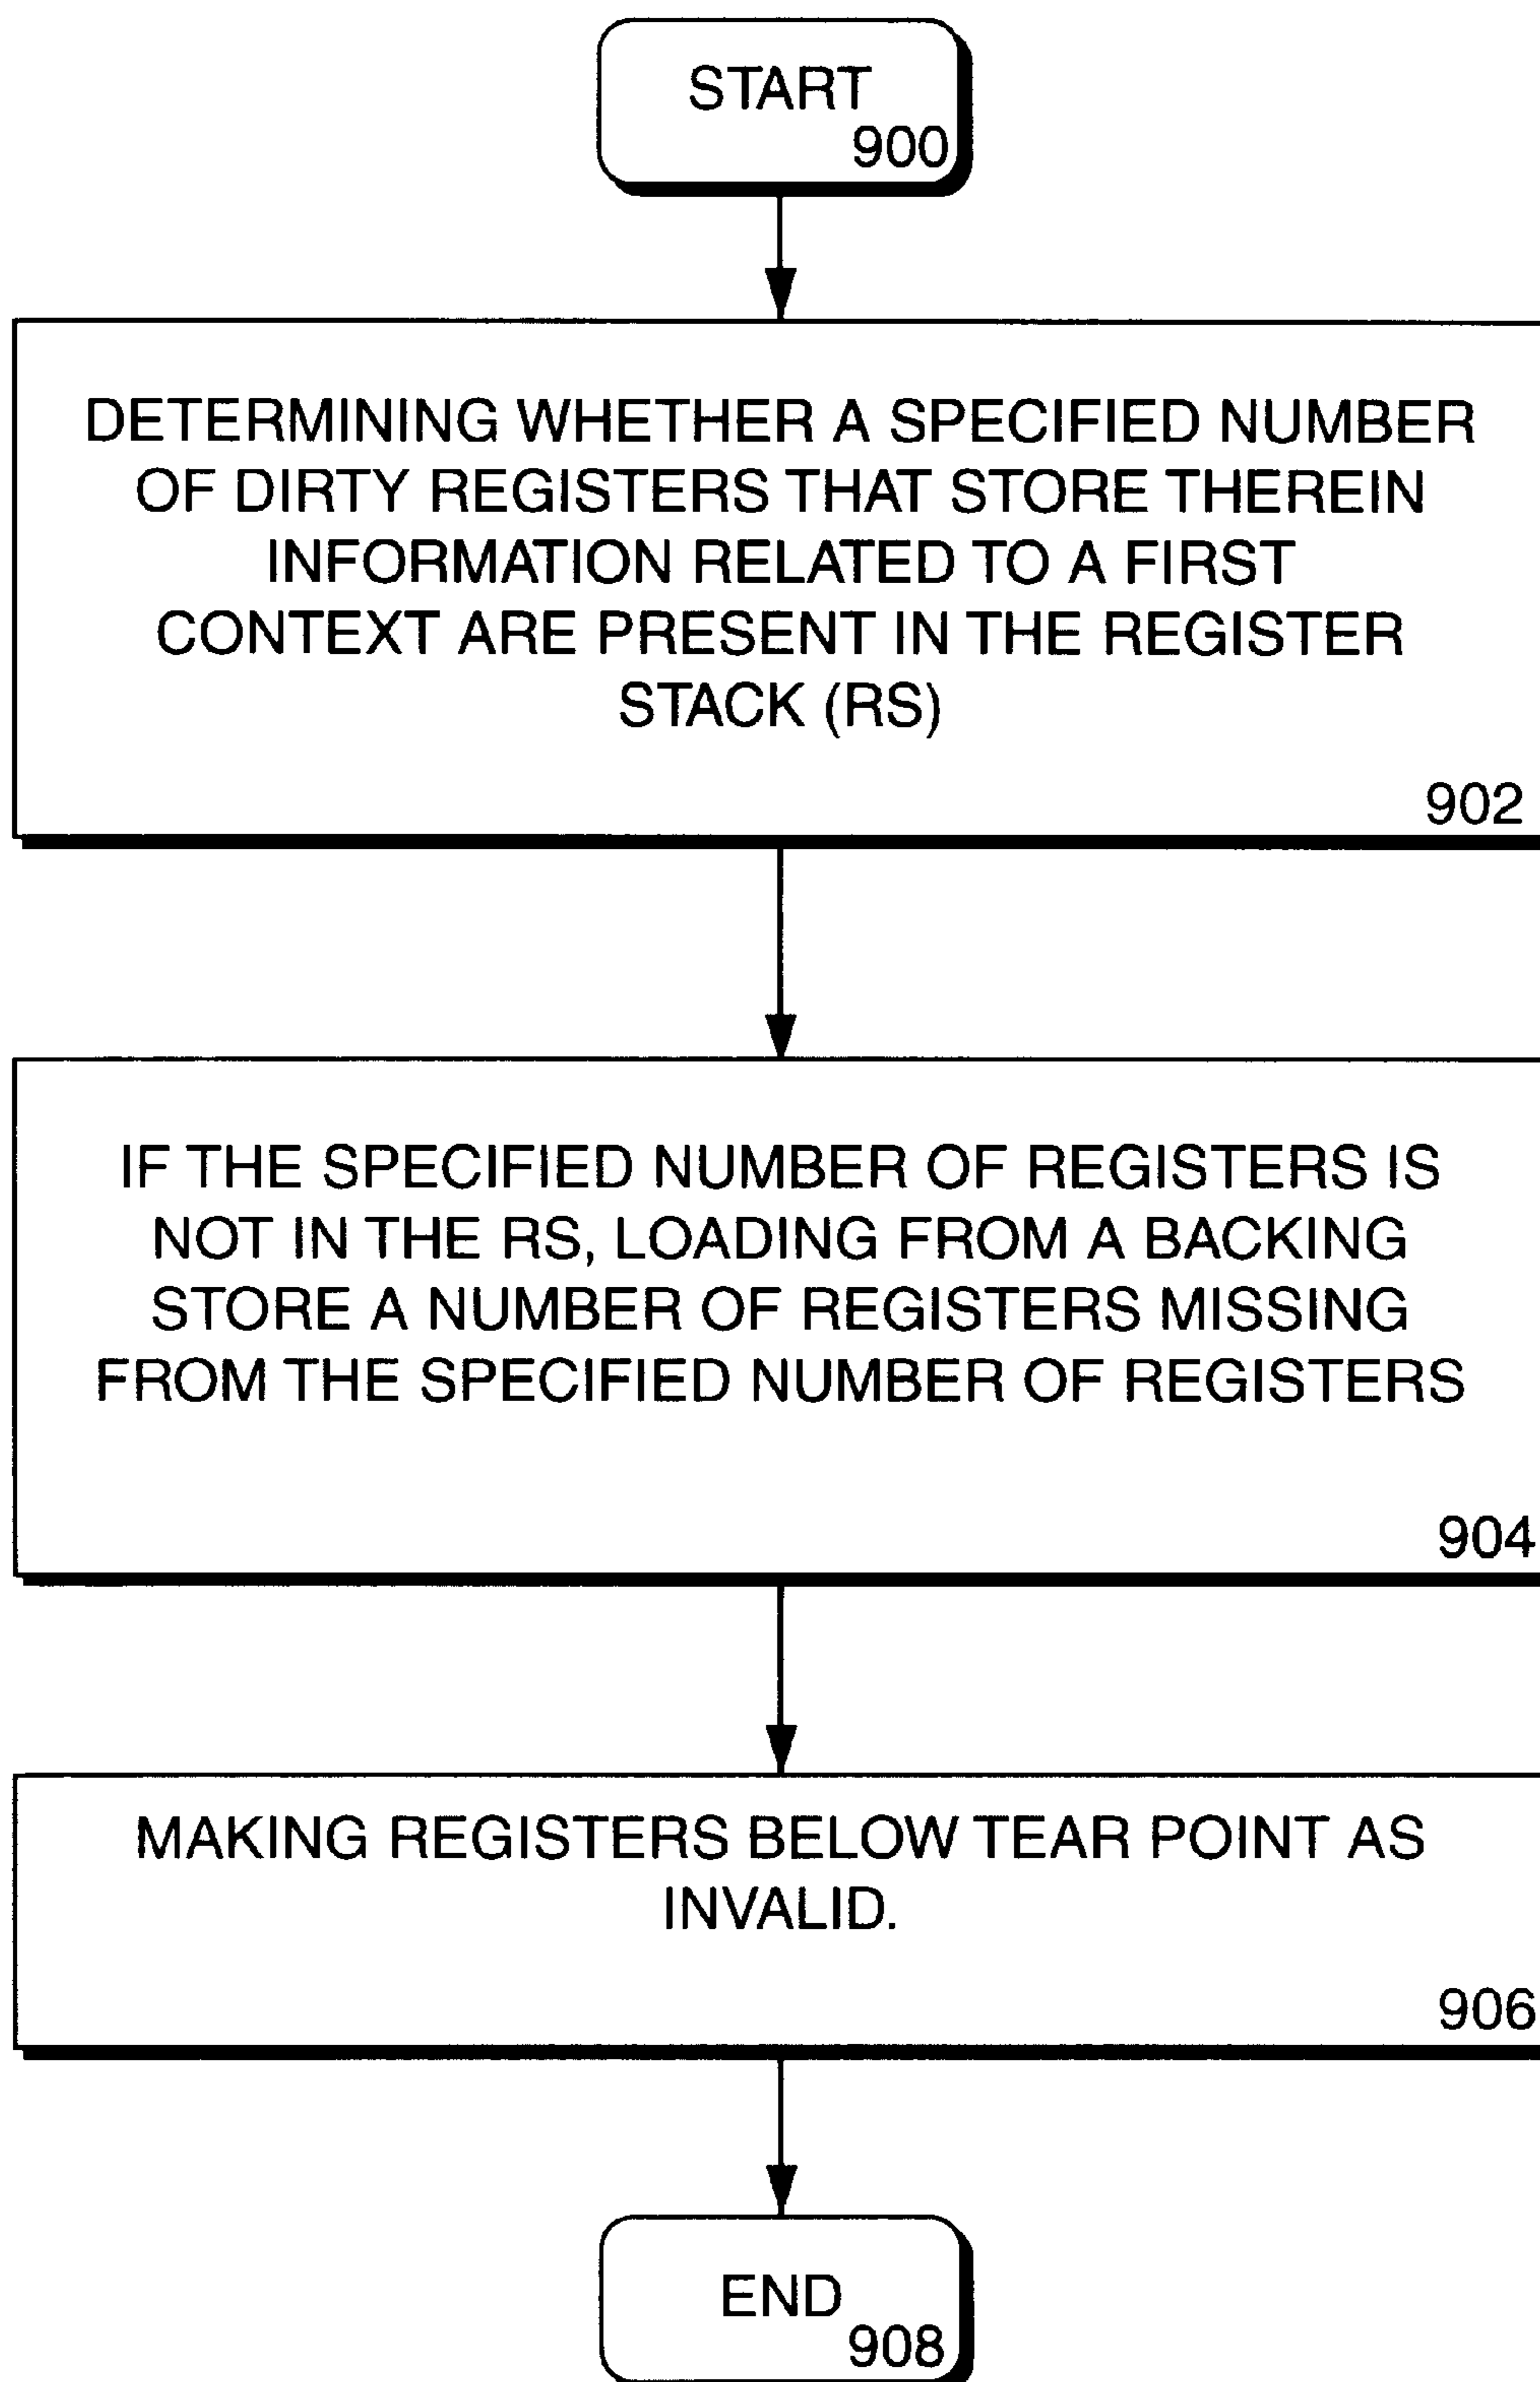 START
900
DETERMINING WHETHER A SPECIFIED NUMBER
OF DIRTY REGISTERS THAT STORE THEREIN
INFORMATION RELATED TO A FIRST
CONTEXT ARE PRESENT IN THE REGISTER
STACK (RS)
902
IF THE SPECIFIED NUMBER OF REGISTERS IS
NOT IN THE RS, LOADING FROM A BACKING
STORE A NUMBER OF REGISTERS MISSING
FROM THE SPECIFIED NUMBER OF REGISTERS
904
MAKING REGISTERS BELOW TEAR POINT AS
INVALID.
906
END
908